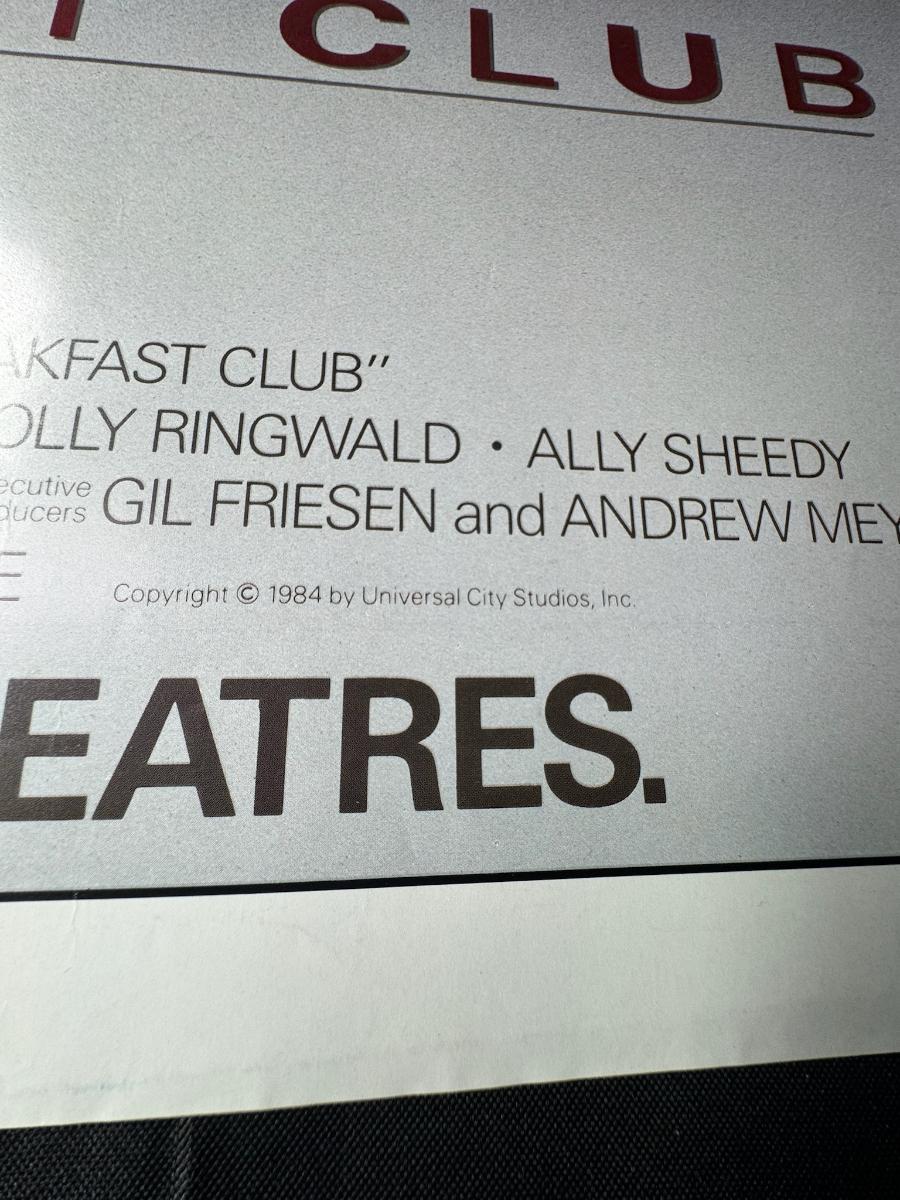 T CLUB
AKFAST CLUB"
OLLY RINGWALD • ALLY SHEEDY
ecutive
ducers GIL FRIESEN and ANDREW MEY
E
Copyright © 1984 by Universal City Studios, Inc.
EATRES.